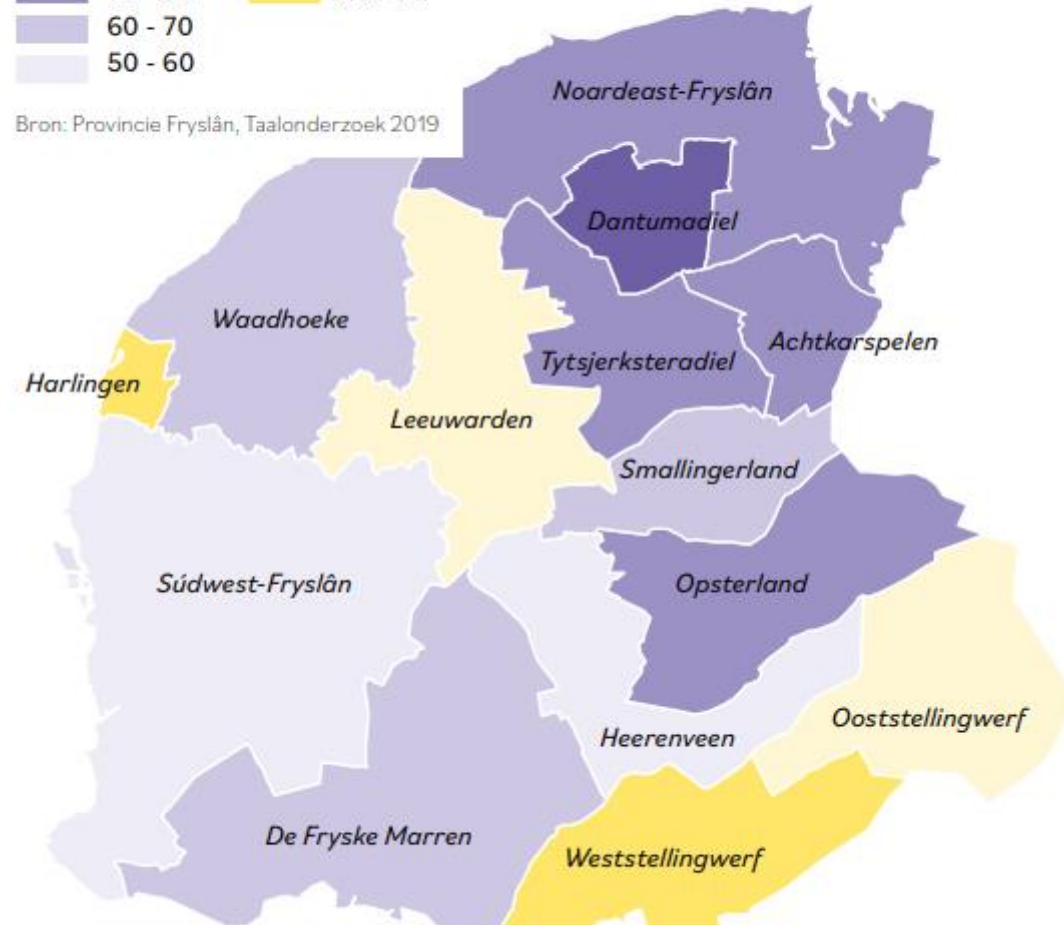 60 - 70
50 - 60
Bron: Provincie Fryslân, Taalonderzoek 2019
Noardeast-Fryslân
Dantumadiel
Waadhoeke
Achtkarspelen
Tytsjerksteradiel
Harlingen
Leeuwarden
Smallingerland
Súdwest-Fryslân
Opsterland
Ooststellingwerf
Heerenveen
De Fryske Marren
Weststellingwerf